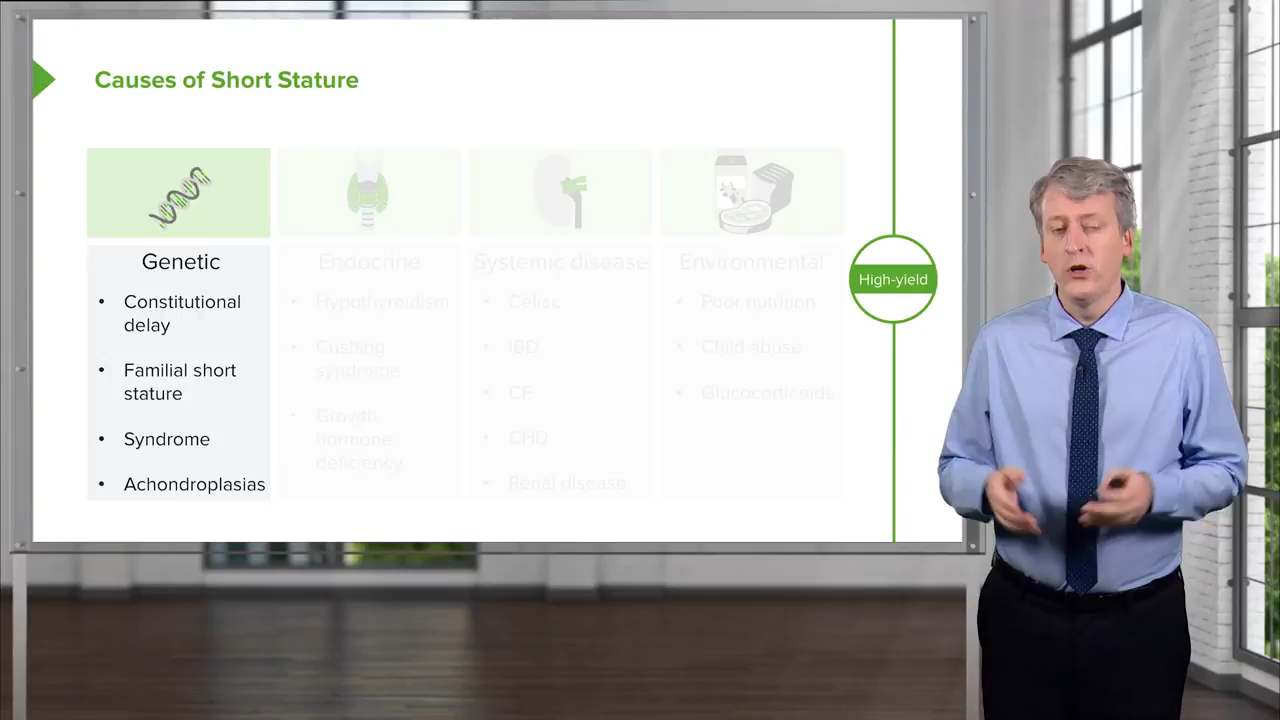 Causes of Short Stature
Genetic
• Constitutional
delay
• Familial short
stature
• Syndrome
• Achondroplasias
Endocrine
• Hypothyroidism
• Cushing
syndrome
• Growth
hormone
deficiency
Systemic disease
• Celiac
• IBD
• CF
• CHD
• Renal disease
Environmental
• Poor nutrition
• Child abuse
• Glucocorticoids
High-yield